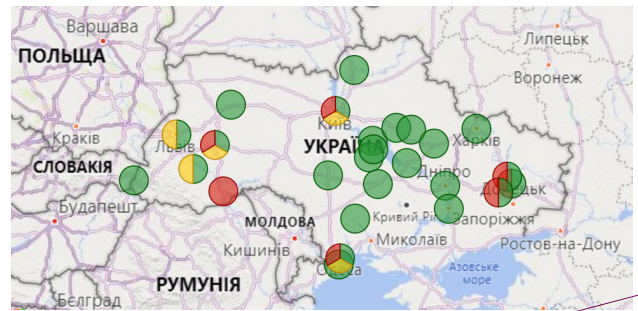 Варшава
Липецьк
ПОЛЬЩА
Воронеж
Київ
Краків
Львів
УКРАЇНА
Харків
СЛОВАКІЯ
Дніпро
Донецьк
Будапешт
Кривий Ріг
Запоріжжя
МОЛДОВА
Миколаїв
Ростов-на-Дону
Кишинів
Одеса
Азовське
море
РУМУНІЯ
Бєлград